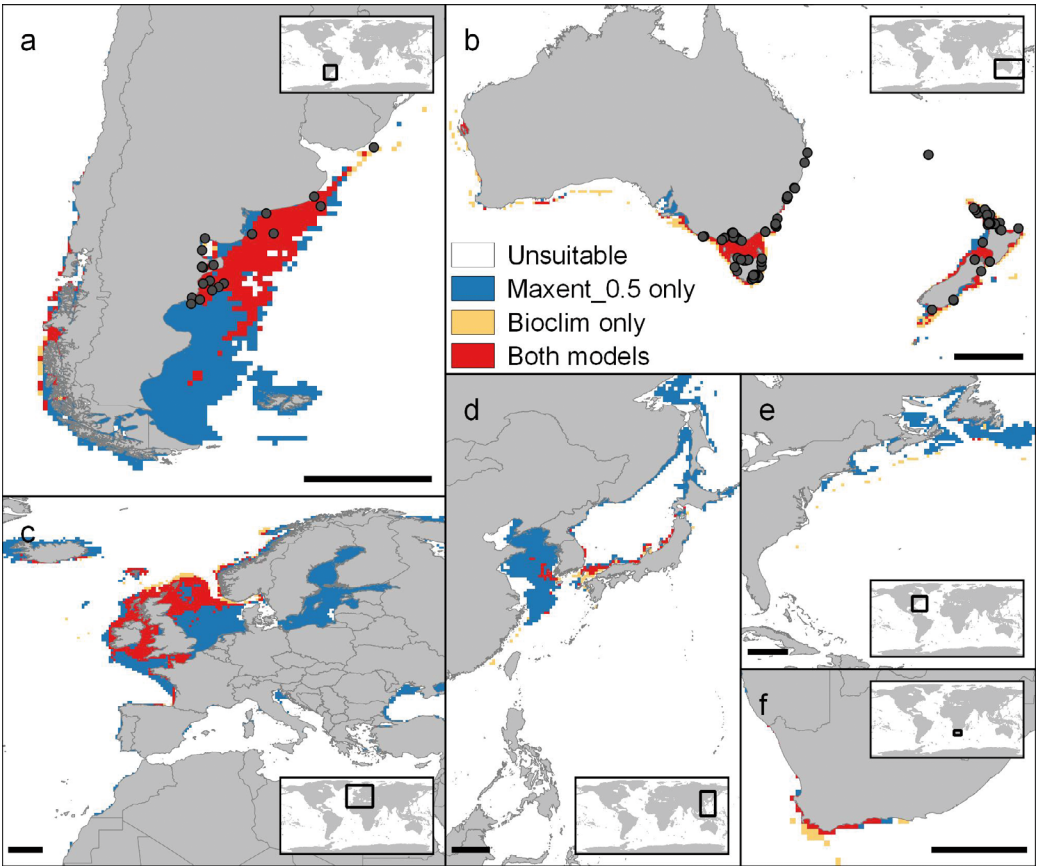 a
b
Unsuitable
Maxent_0.5 only
Bioclim only
Both models
c
d
e
f